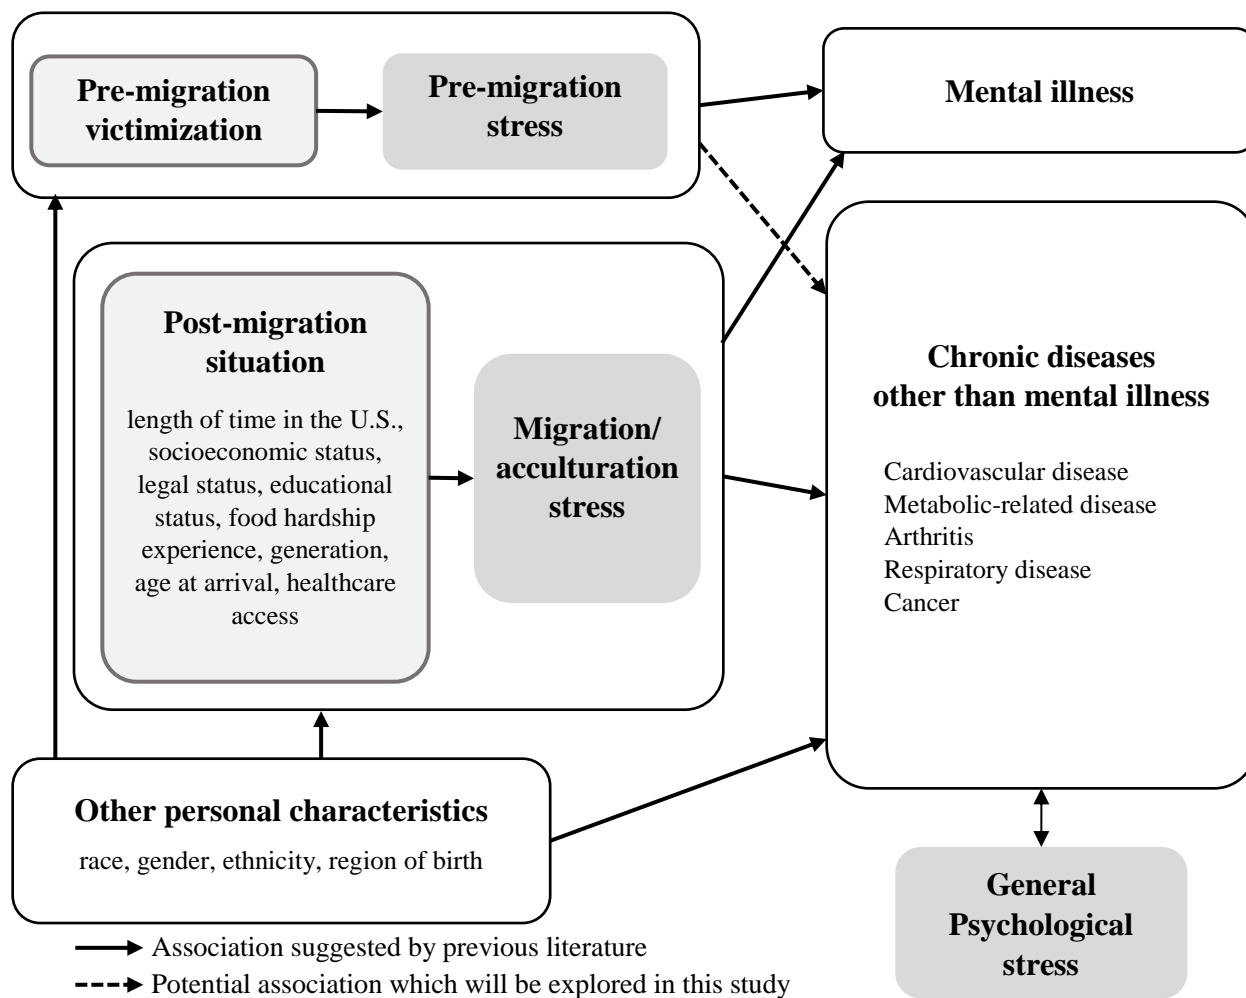 Pre-migration
victimization
Pre-migration
stress
Mental illness
Post-migration
situation
length of time in the U.S.,
socioeconomic status,
legal status, educational
status, food hardship
experience, generation,
age at arrival, healthcare
access
Migration/
acculturation
stress
Chronic diseases
other than mental illness
Cardiovascular disease
Metabolic-related disease
Arthritis
Respiratory disease
Cancer
Other personal characteristics
race, gender, ethnicity, region of birth
General
Psychological
stress
Association suggested by previous literature
Potential association which will be explored in this study